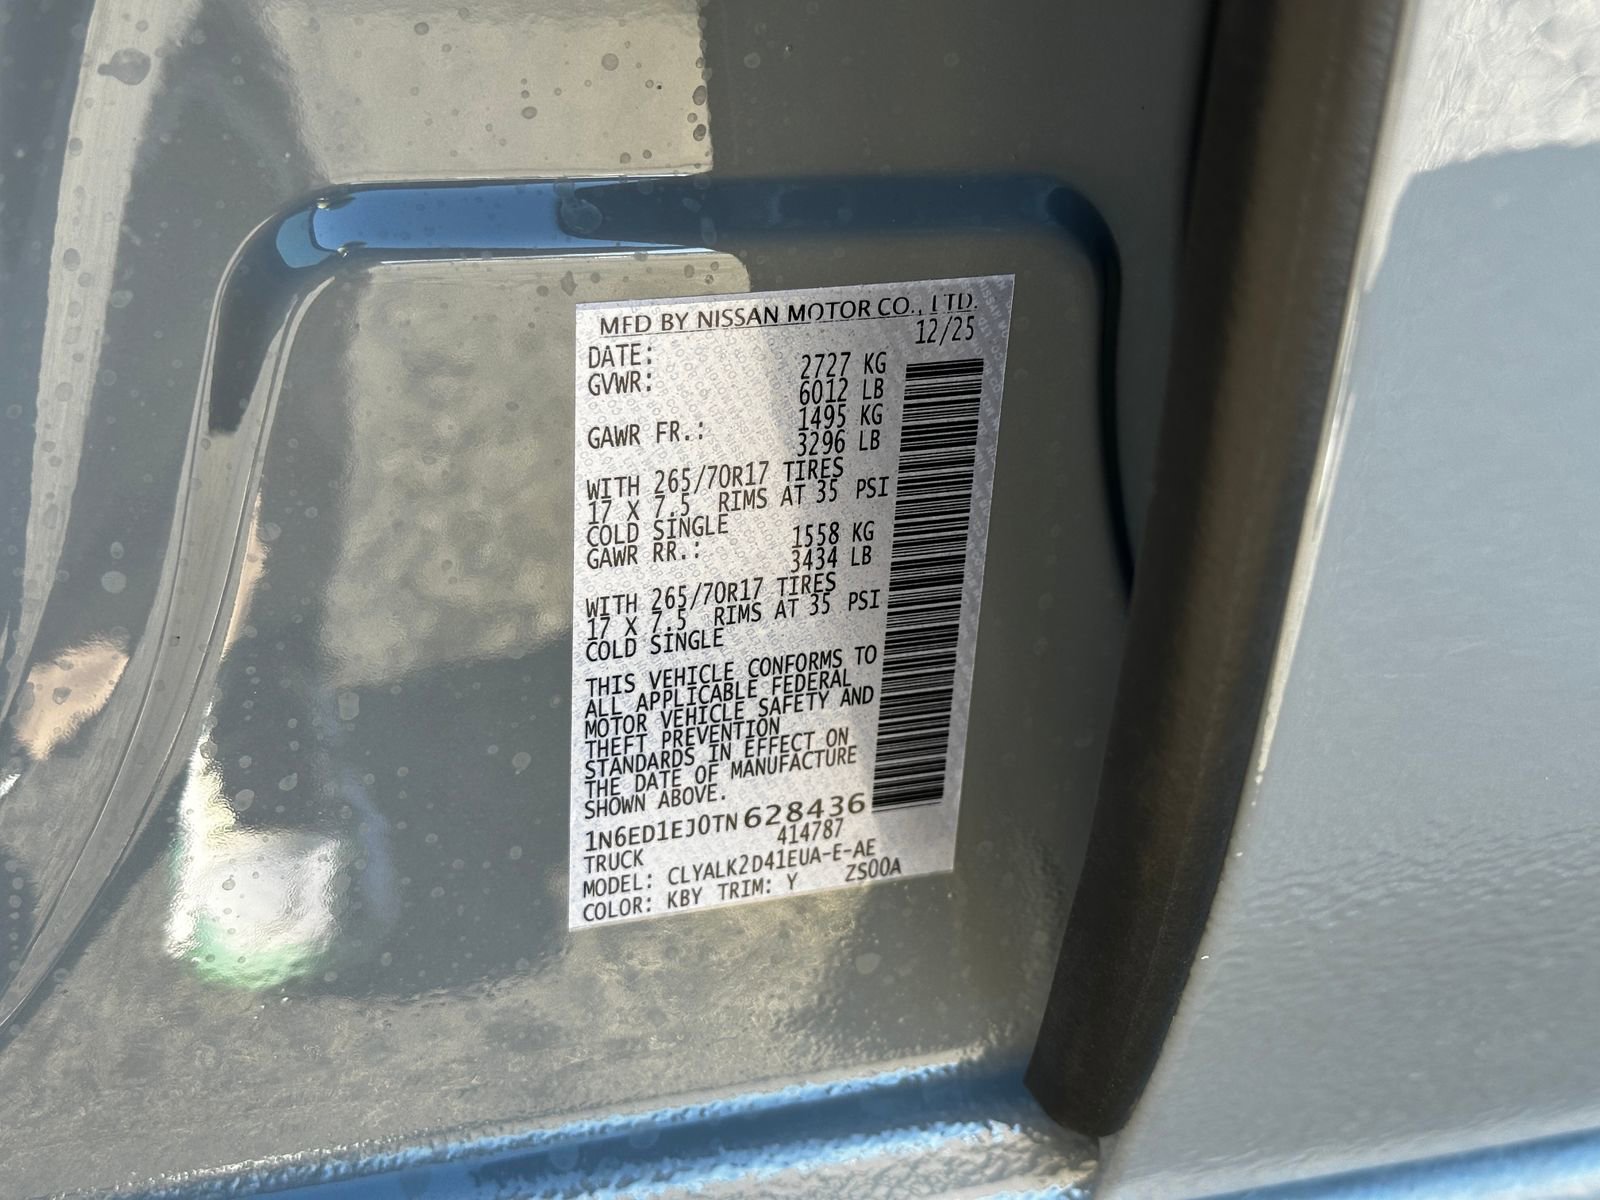 MFD BY NISSAN MOTOR CO., LTD.
DATE: 12/25
GVWR: 2727 KG
6012 LB
GAWR FR.: 1495 KG
3296 LB
WITH 265/70R17 TIRES
17 X 7.5 RIMS AT 35 PSI
COLD SINGLE
GAWR RR.: 1558 KG
3434 LB
WITH 265/70R17 TIRES
17 X 7.5 RIMS AT 35 PSI
COLD SINGLE
THIS VEHICLE CONFORMS TO
ALL APPLICABLE FEDERAL
MOTOR VEHICLE SAFETY AND
THEFT PREVENTION
STANDARDS IN EFFECT ON
THE DATE OF MANUFACTURE
SHOWN ABOVE.
1N6ED1EJ0TN628436
TRUCK 414787
MODEL: CLYALK2D41EUA-E-AE
COLOR: KBY TRIM: Y ZS00A